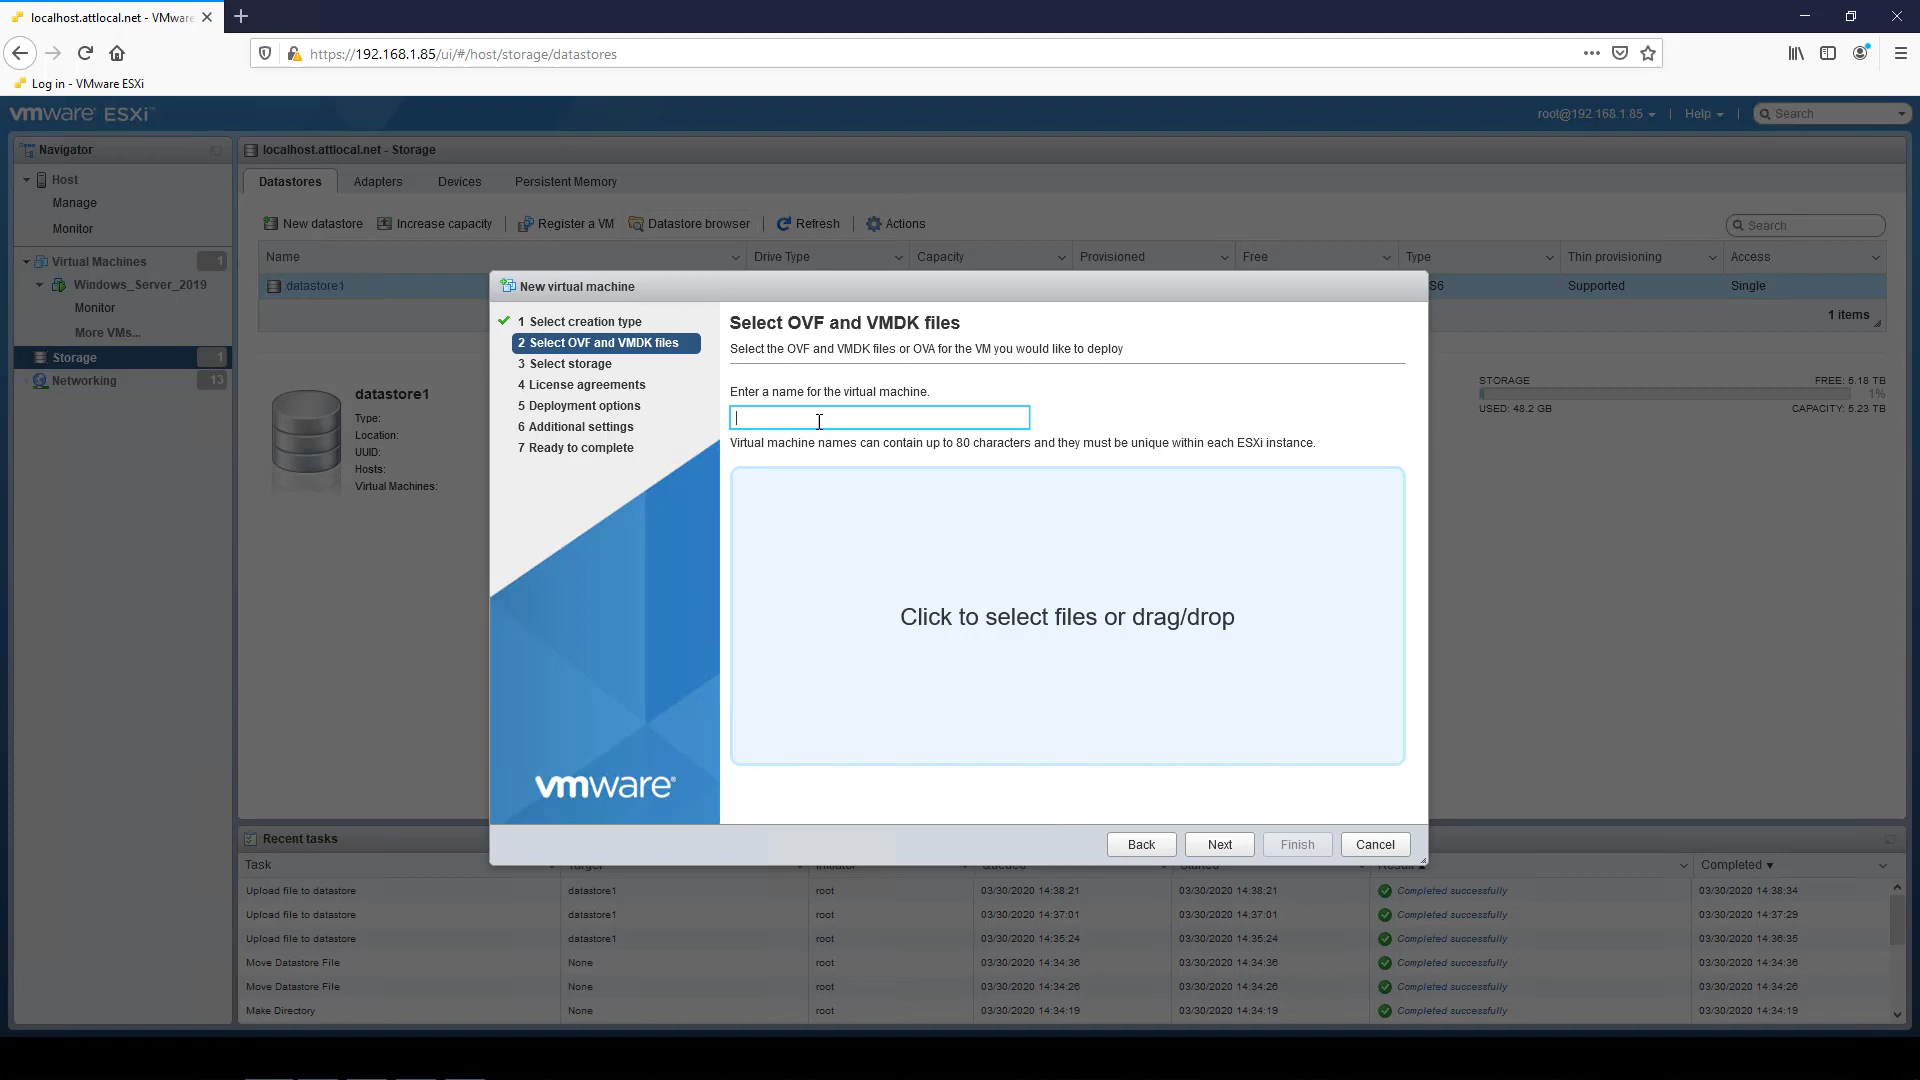 localhost.attlocal.net - VMware
https://192.168.1.85/ui/#/host/storage/datastores
Log in - VMware ESXi
vmware ESXi
root@192.168.1.85 | Help | Search
Navigator
localhost.attlocal.net - Storage
Host
Manage
Monitor
Virtual Machines 1
Windows_Server_2019
Monitor
More VMs...
Storage 1
Networking 13
Datastores Adapters Devices Persistent Memory
New datastore Increase capacity Register a VM Datastore browser Refresh Actions Search
Name Drive Type Capacity Provisioned Free Type Thin provisioning Access
datastore1 S6 Supported Single
1 items
datastore1
Type:
Location:
UUID:
Hosts:
Virtual Machines:
STORAGE FREE: 5.18 TB
1%
USED: 48.2 GB CAPACITY: 5.23 TB
New virtual machine
1 Select creation type
2 Select OVF and VMDK files
3 Select storage
4 License agreements
5 Deployment options
6 Additional settings
7 Ready to complete
vmware
Select OVF and VMDK files
Select the OVF and VMDK files or OVA for the VM you would like to deploy
Enter a name for the virtual machine.
Virtual machine names can contain up to 80 characters and they must be unique within each ESXi instance.
Click to select files or drag/drop
Back Next Finish Cancel
Recent tasks
Task Target Initiator Queued Started Result Completed
Upload file to datastore datastore1 root 03/30/2020 14:38:21 03/30/2020 14:38:21 Completed successfully 03/30/2020 14:38:34
Upload file to datastore datastore1 root 03/30/2020 14:37:01 03/30/2020 14:37:01 Completed successfully 03/30/2020 14:37:29
Upload file to datastore datastore1 root 03/30/2020 14:35:24 03/30/2020 14:35:24 Completed successfully 03/30/2020 14:36:35
Move Datastore File None root 03/30/2020 14:34:36 03/30/2020 14:34:36 Completed successfully 03/30/2020 14:34:36
Move Datastore File None root 03/30/2020 14:34:26 03/30/2020 14:34:26 Completed successfully 03/30/2020 14:34:26
Make Directory None root 03/30/2020 14:34:19 03/30/2020 14:34:19 Completed successfully 03/30/2020 14:34:19